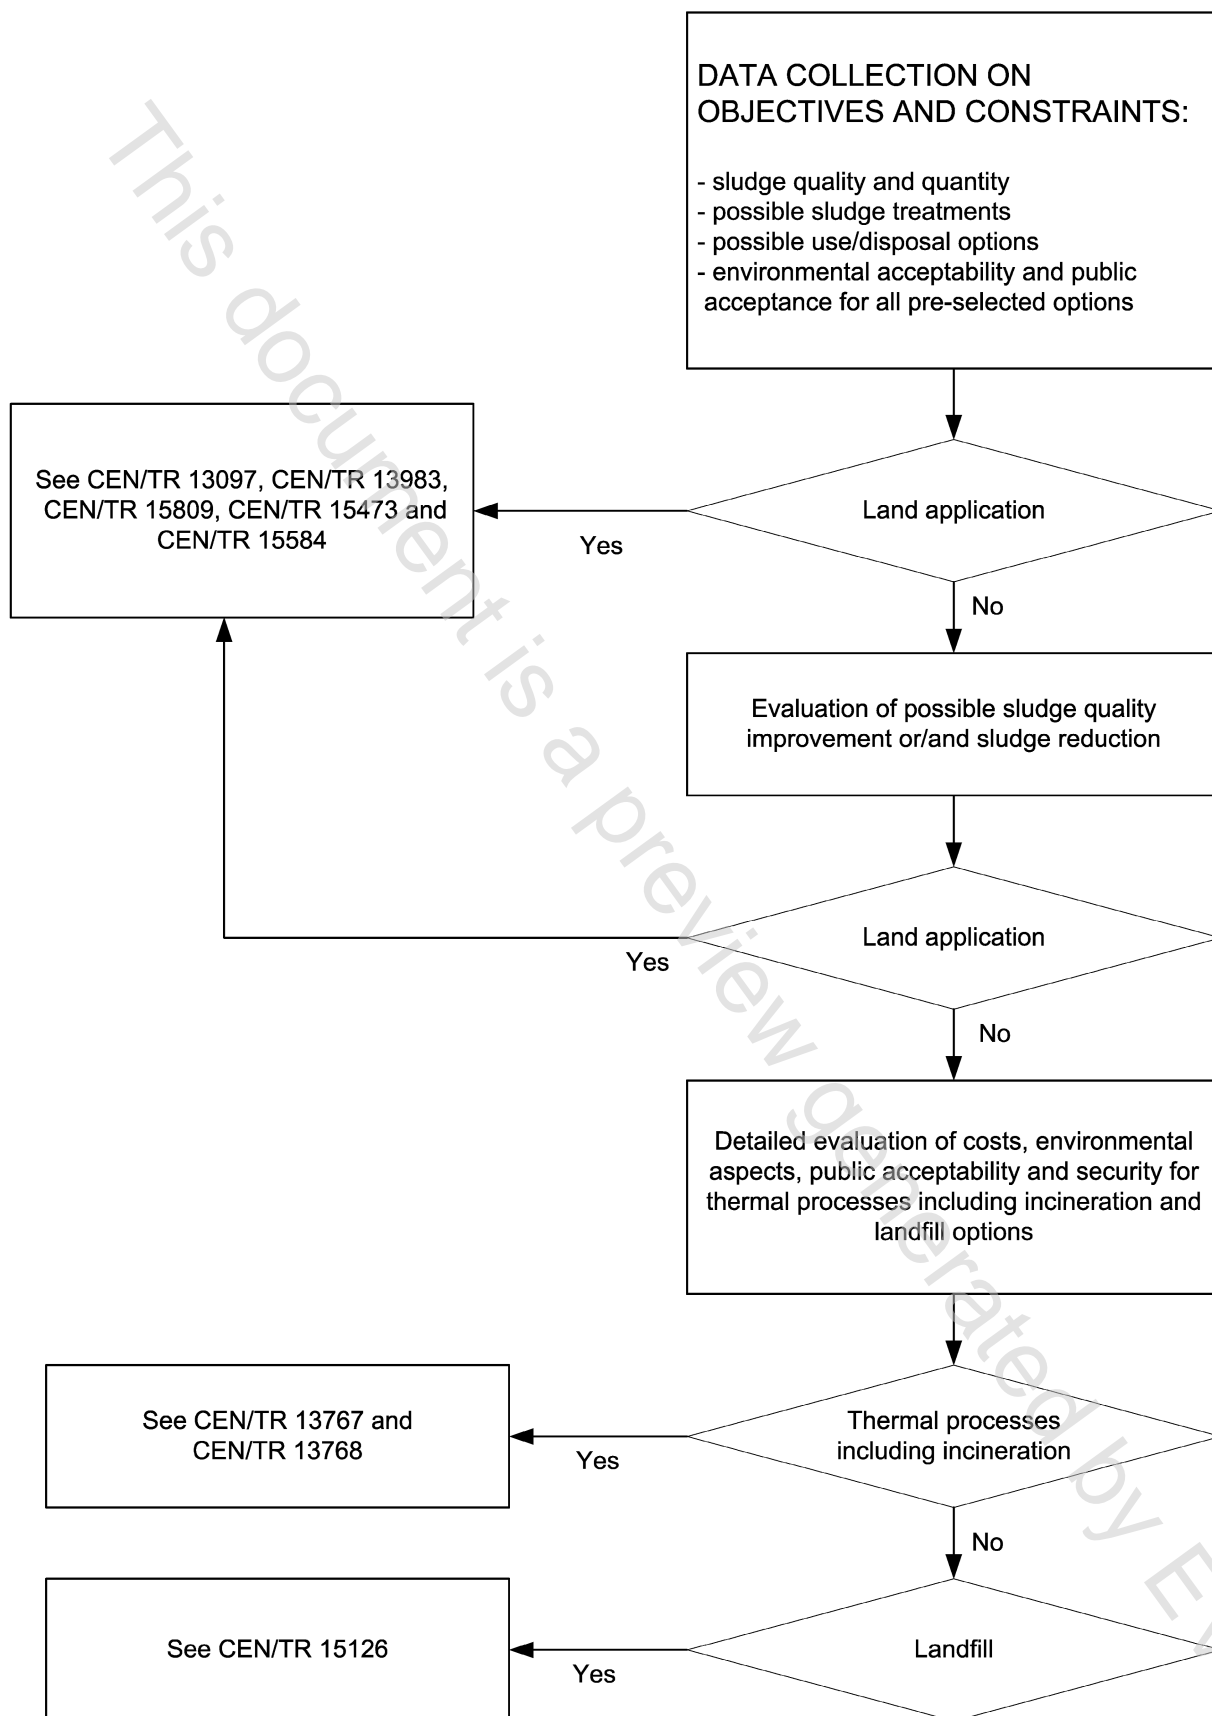 DATA COLLECTION ON
OBJECTIVES AND CONSTRAINTS:
- sludge quality and quantity
- possible sludge treatments
- possible use/disposal options
- environmental acceptability and public
acceptance for all pre-selected options
See CEN/TR 13097, CEN/TR 13983,
CEN/TR 15809, CEN/TR 15473 and
CEN/TR 15584
Yes
Land application
No
Evaluation of possible sludge quality
improvement or/and sludge reduction
Land application
Yes
No
Detailed evaluation of costs, environmental
aspects, public acceptability and security for
thermal processes including incineration and
landfill options
See CEN/TR 13767 and
CEN/TR 13768
Yes
Thermal processes
including incineration
No
See CEN/TR 15126
Yes
Landfill
This document is a preview generated by